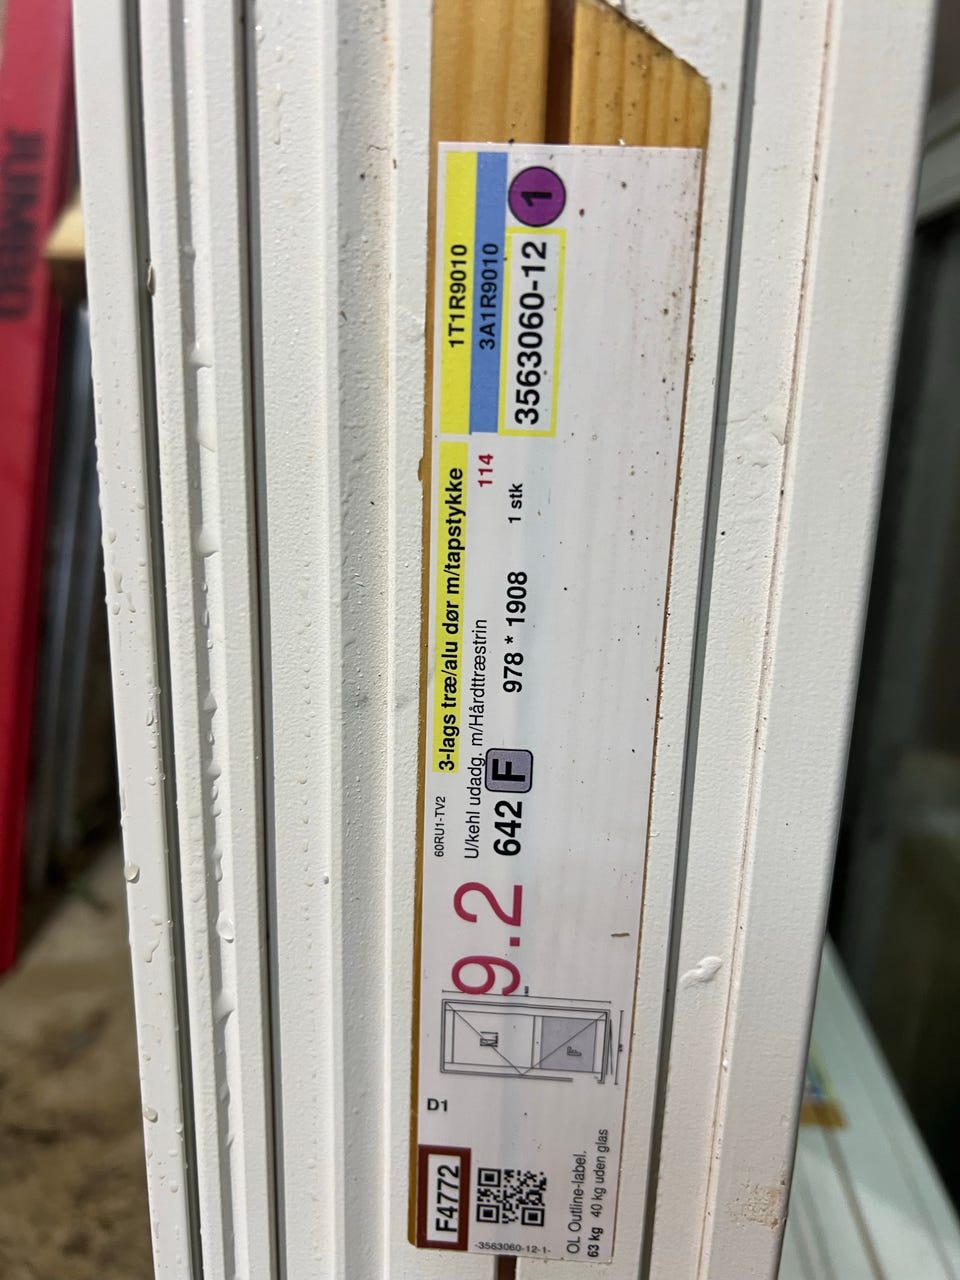 JUMBO
1T1R9010
3A1R9010
1
3563060-12
60RU1-TV2
3-lags træ/alu dør m/tapstykke
U/kehl udadg. m/Hårdttræstrin
114
642 F 978 * 1908 1 stk
9.2
KL1
F
D1
F4772
-3563060-12-1-
OL Outline-label.
63 kg 40 kg uden glas